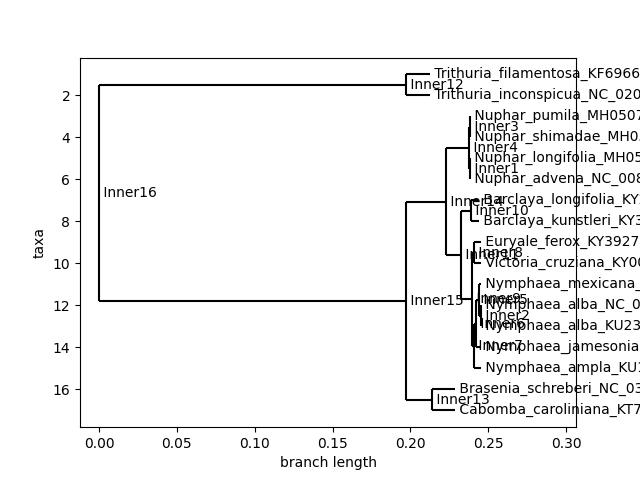 Trithuria_filamentosa_KF6966
Inner12
Trithuria_inconspicua_NC_020
Nuphar_pumila_MH0507
Inner3
Nuphar_shimadae_MH0
Inner4
Nuphar_longifolia_MH05
Inner1
Nuphar_advena_NC_008
Inner16
Inner14
Barclaya_longifolia_KY
Inner10
Barclaya_kunstleri_KY3
Euryale_ferox_KY3927
Inner8
Victoria_cruziana_KY00
Nymphaea_mexicana_
Inner15
Nymphaea_alba_NC_0
Inner2
Nymphaea_alba_KU23
Inner7
Nymphaea_jamesonia
Nymphaea_ampla_KU1
Brasenia_schreberi_NC_03
Inner13
Cabomba_caroliniana_KT7
2
4
6
8
10
12
14
16
taxa
0.00 0.05 0.10 0.15 0.20 0.25 0.30
branch length